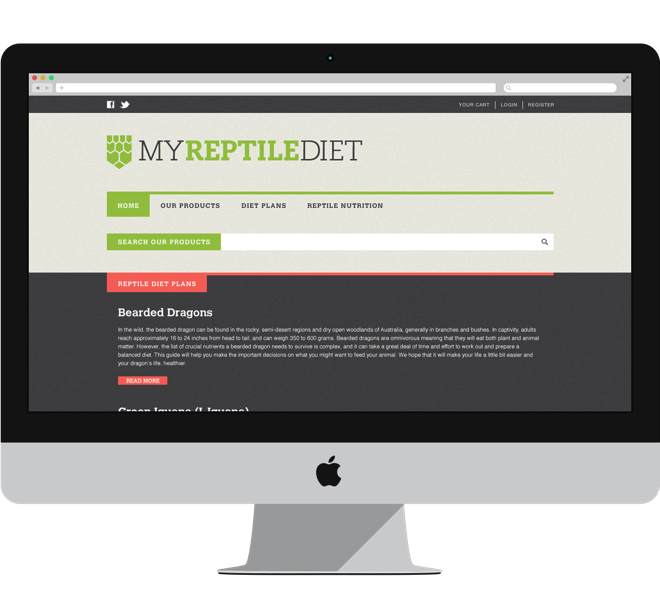 YOUR CART LOGIN REGISTER
MYREPTILEDIET
HOME OUR PRODUCTS DIET PLANS REPTILE NUTRITION
SEARCH OUR PRODUCTS
REPTILE DIET PLANS
Bearded Dragons
In the wild, the bearded dragon can be found in the rocky, semi-desert regions and dry open woodlands of Australia, generally in branches and bushes. In captivity, adults
reach approximately 16 to 24 inches from head to tail, and can weigh 350 to 600 grams. Bearded dragons are omnivorous meaning that they will eat both plant and animal
matter. However, the list of crucial nutrients a bearded dragon needs to survive is complex, and it can take a great deal of time and effort to work out and prepare a
balanced diet. This guide will help you make the important decisions on what you might want to feed your animal. We hope that it will make your life a little bit easier and
your dragon's life, healthier.
READ MORE
Green Iguana (I.Iguana)